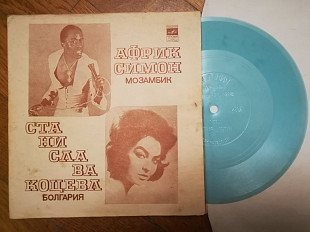 АФРИК
СИМОН
МОЗАМБИК
СТА
НИ
СЛА
ВА
КОЦЕВА
БОЛГАРИЯ